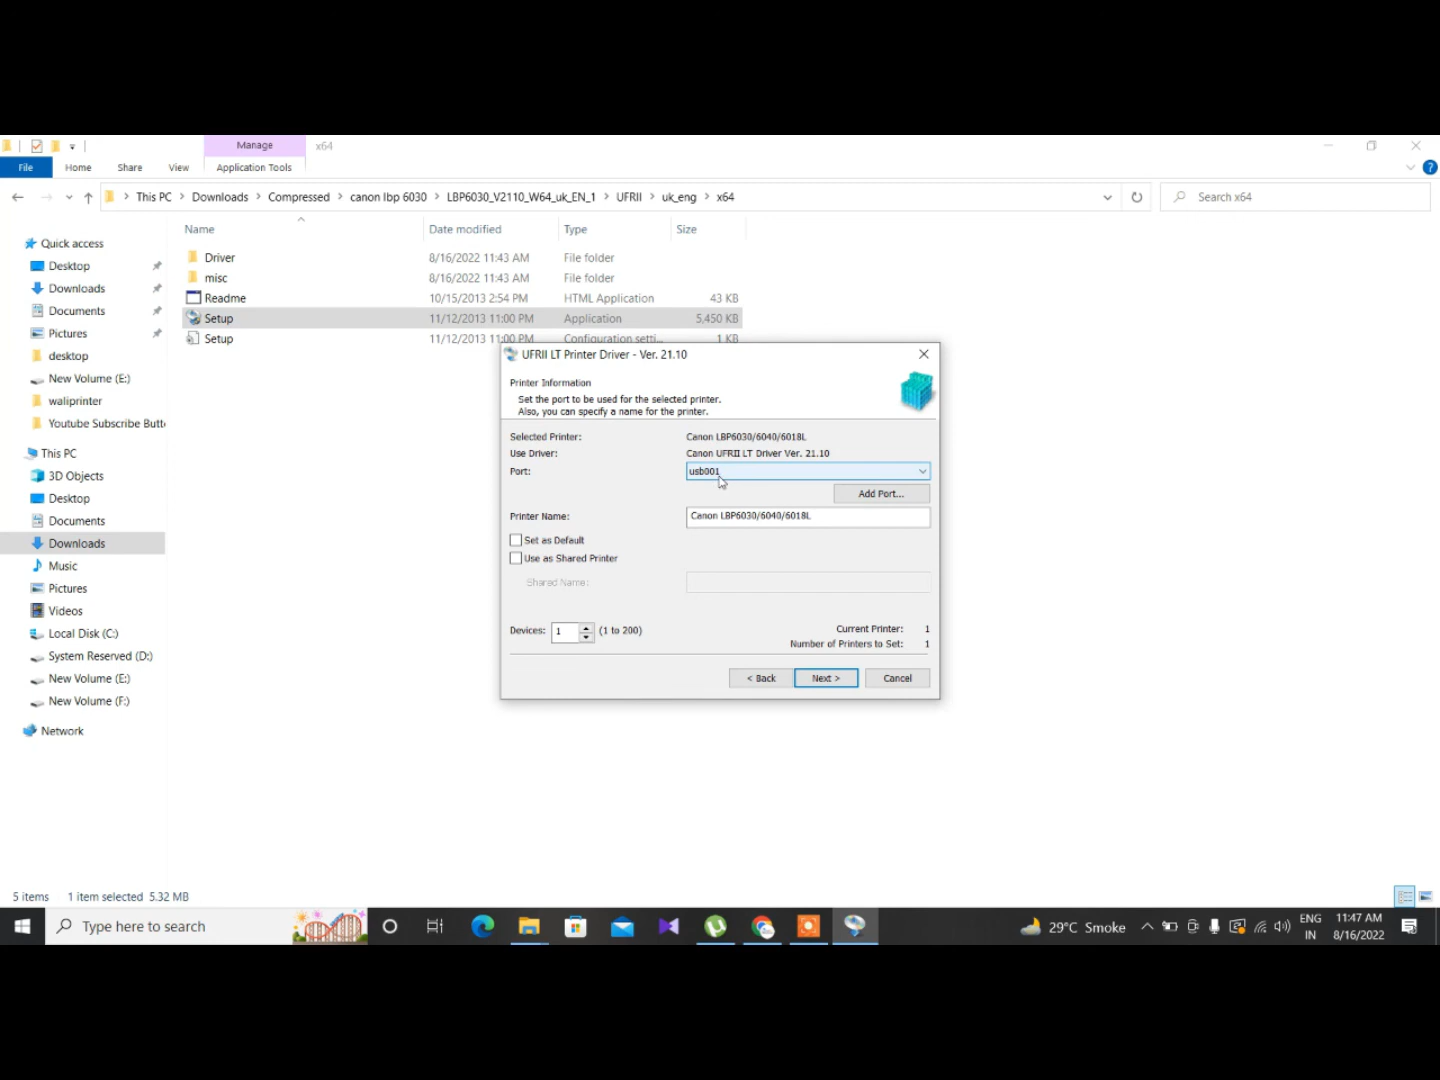 Manage
x64
File
Home
Share
View
Application Tools
This PC > Downloads > Compressed > canon lbp 6030 > LBP6030_V2110_W64_uk_EN_1 > UFRII > uk_eng > x64
Search x64
Name
Date modified
Type
Size
Driver
8/16/2022 11:43 AM
File folder
misc
8/16/2022 11:43 AM
File folder
Readme
10/15/2013 2:54 PM
HTML Application
43 KB
Setup
11/12/2013 11:00 PM
Application
5,450 KB
Setup
11/12/2013 11:00 PM
Configuration setti...
1 KB
Quick access
Desktop
Downloads
Documents
Pictures
desktop
New Volume (E:)
waliprinter
Youtube Subscribe Butt
This PC
3D Objects
Desktop
Documents
Downloads
Music
Pictures
Videos
Local Disk (C:)
System Reserved (D:)
New Volume (E:)
New Volume (F:)
Network
UFRII LT Printer Driver - Ver. 21.10
Printer Information
Set the port to be used for the selected printer.
Also, you can specify a name for the printer.
Selected Printer:
Canon LBP6030/6040/6018L
Use Driver:
Canon UFRII LT Driver Ver. 21.10
Port:
usb001
Add Port...
Printer Name:
Canon LBP6030/6040/6018L
Set as Default
Use as Shared Printer
Shared Name:
Devices:
1
(1 to 200)
Current Printer:
1
Number of Printers to Set:
1
< Back
Next >
Cancel
5 items
1 item selected 5.32 MB
Type here to search
29°C Smoke
ENG
IN
11:47 AM
8/16/2022